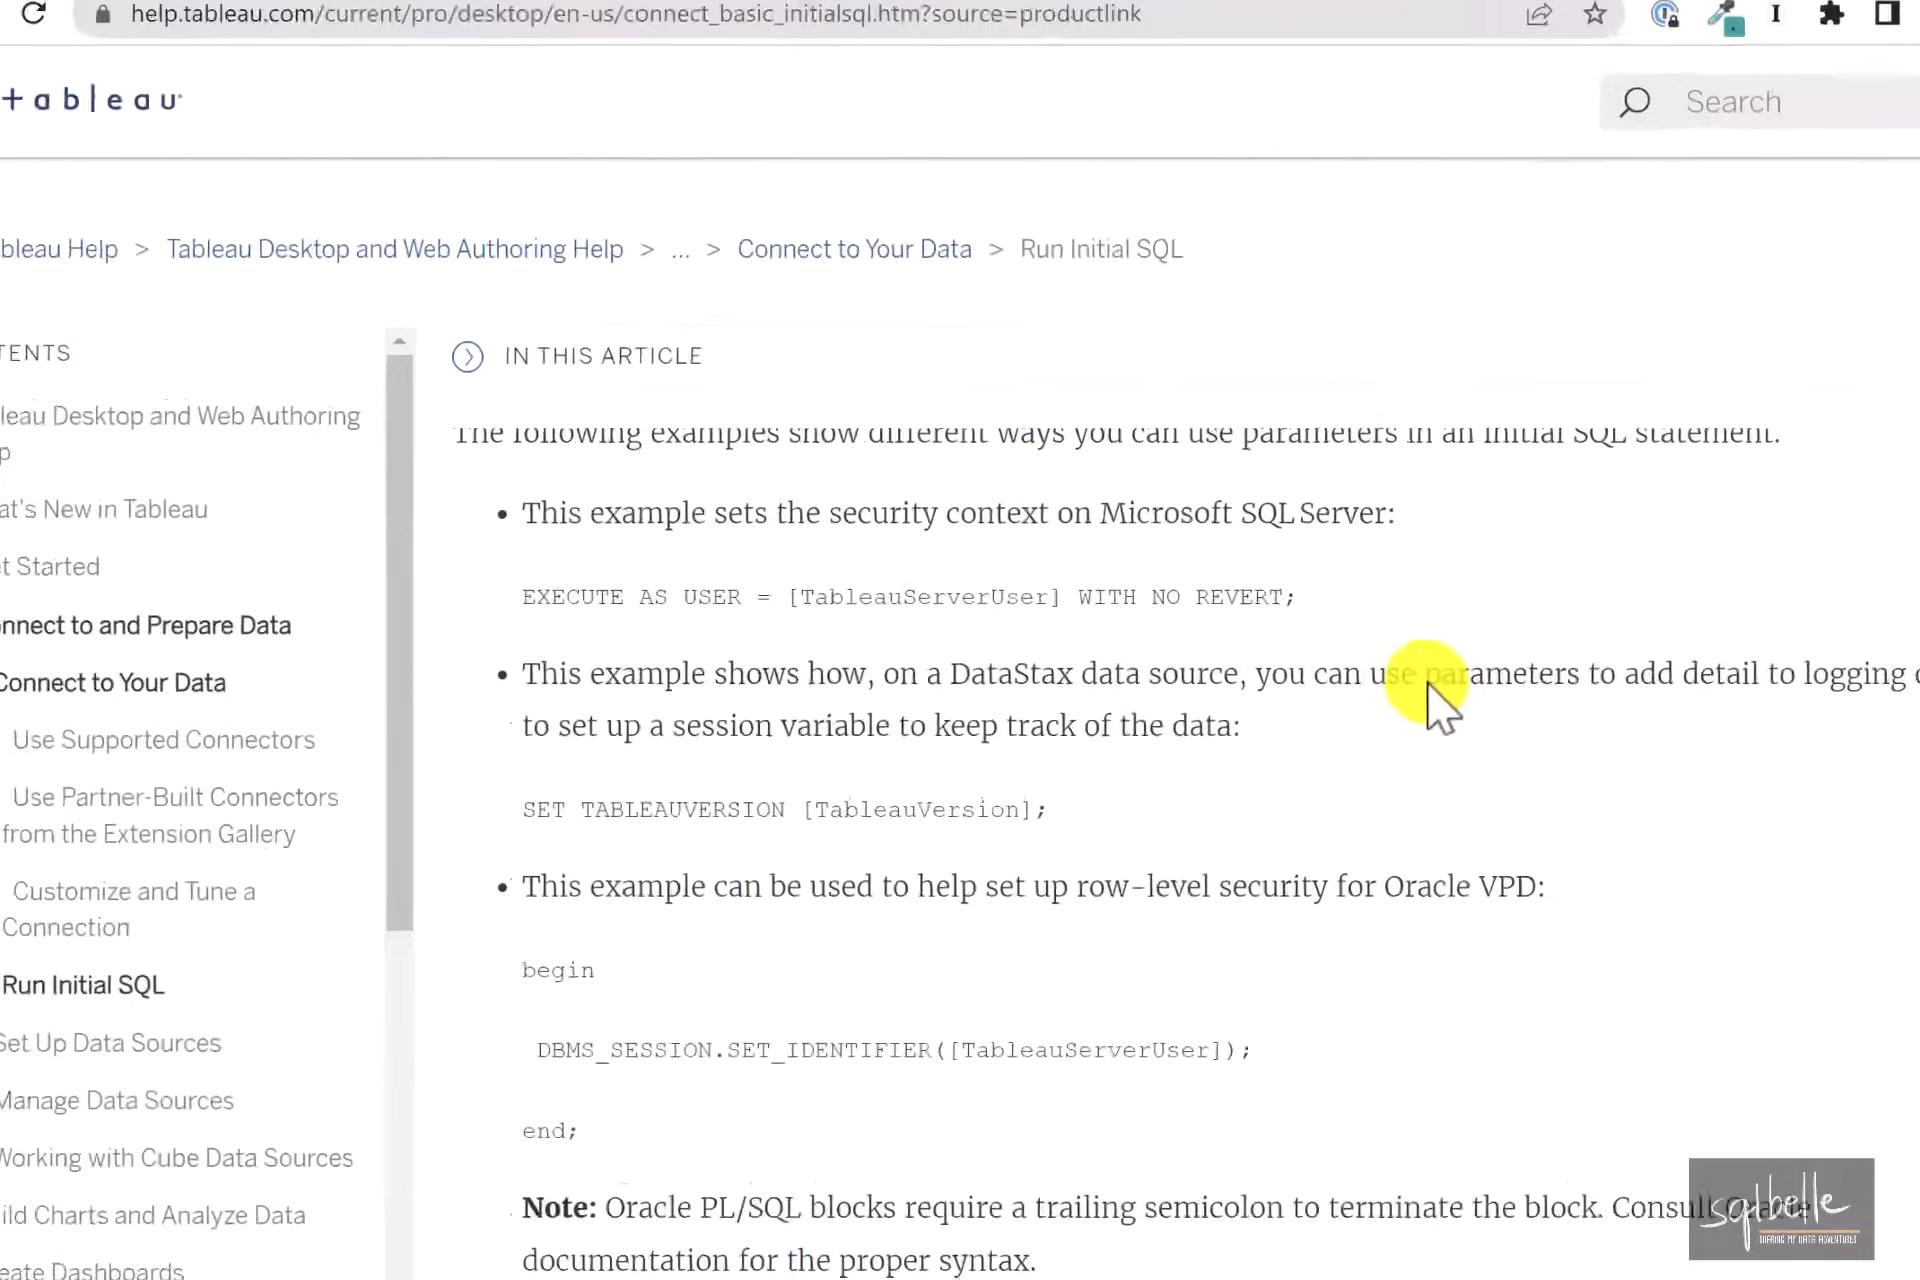 help.tableau.com/current/pro/desktop/en-us/connect_basic_initialsql.htm?source=productlink
tableau
Search
bleau Help > Tableau Desktop and Web Authoring Help > ... > Connect to Your Data > Run Initial SQL
TENTS
leau Desktop and Web Authoring
p
at's New in Tableau
t Started
nnect to and Prepare Data
Connect to Your Data
Use Supported Connectors
Use Partner-Built Connectors
from the Extension Gallery
Customize and Tune a
Connection
Run Initial SQL
Set Up Data Sources
Manage Data Sources
Working with Cube Data Sources
ild Charts and Analyze Data
eate Dashboards
IN THIS ARTICLE
The following examples show different ways you can use parameters in an Initial SQL statement.
• This example sets the security context on Microsoft SQL Server:
EXECUTE AS USER = [TableauServerUser] WITH NO REVERT;
• This example shows how, on a DataStax data source, you can use parameters to add detail to logging
to set up a session variable to keep track of the data:
SET TABLEAUVERSION [TableauVersion];
• This example can be used to help set up row-level security for Oracle VPD:
begin
DBMS_SESSION.SET_IDENTIFIER([TableauServerUser]);
end;
Note: Oracle PL/SQL blocks require a trailing semicolon to terminate the block. Consult Oracle
documentation for the proper syntax.
sqlbelle
SHARING MY DATA ADVENTURES